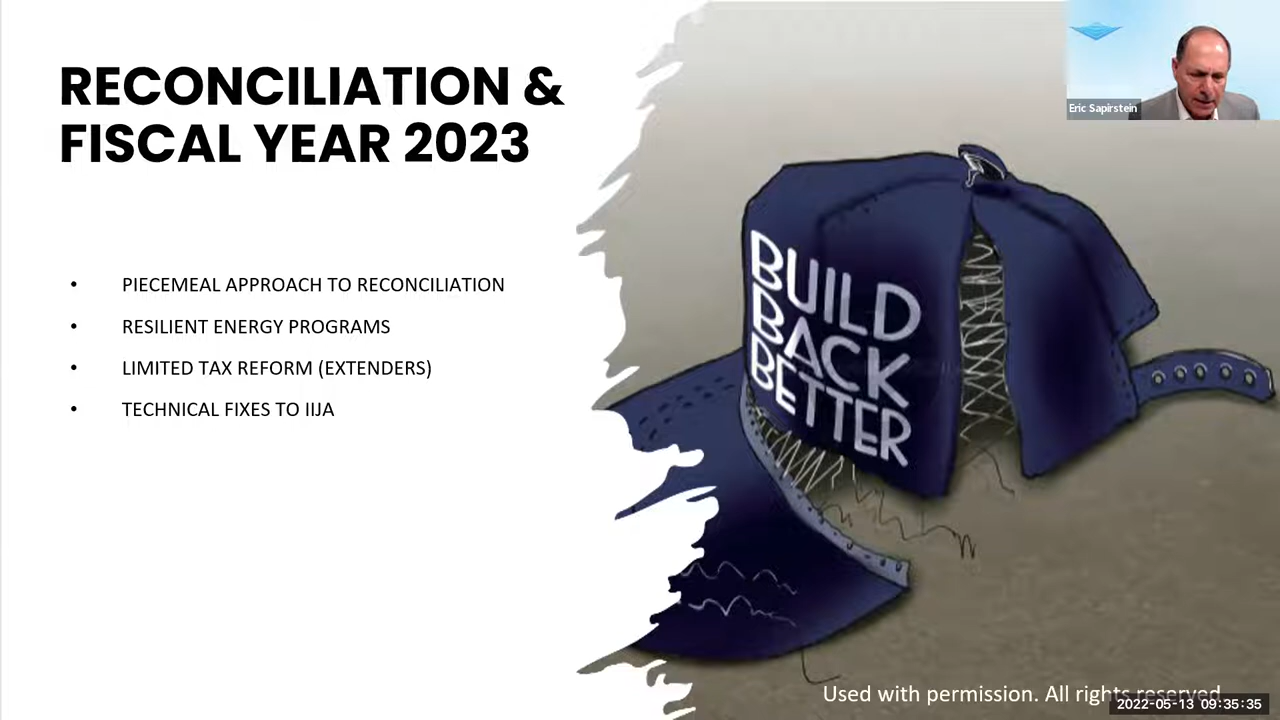 RECONCILIATION &
FISCAL YEAR 2023
• PIECEMEAL APPROACH TO RECONCILIATION
• RESILIENT ENERGY PROGRAMS
• LIMITED TAX REFORM (EXTENDERS)
• TECHNICAL FIXES TO IIJA
BUILD
BACK
BETTER
Eric Sapirstein
Used with permission. All rights reserved.
2022-05-13 09:35:35